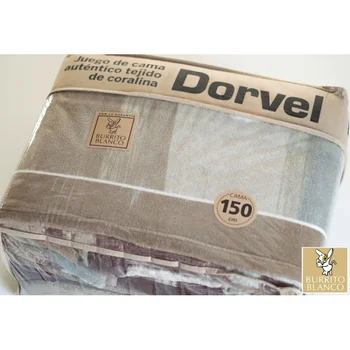 Juego de cama
auténtico tejido
de coralina
Dorvel
BURRITO
BLANCO
CAMA
150
cm
BURRITO
BLANCO